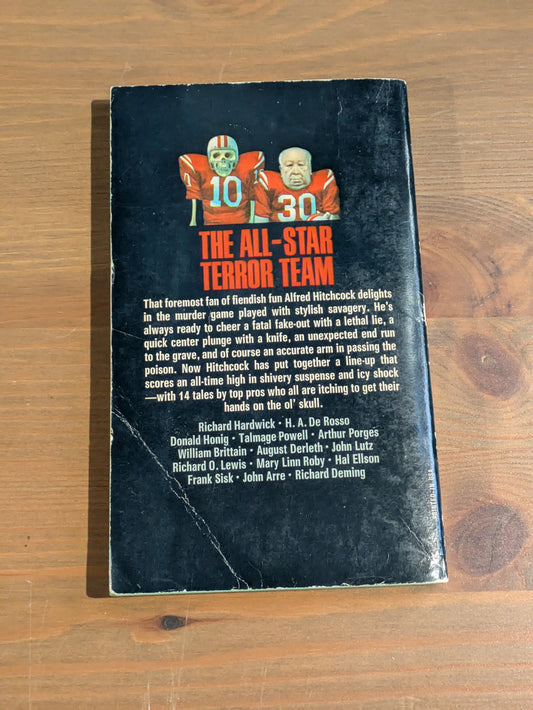 10
1
30
THE ALL-STAR
TERROR TEAM
That foremost fan of fiendish fun Alfred Hitchcock delights
in the murder game played with stylish savagery. He's
always ready to cheer a fatal fake-out with a lethal lie, a
quick center plunge with a knife, an unexpected end run
to the grave, and of course an accurate arm in passing the
poison. Now Hitchcock has put together a line-up that
scores an all-time high in shivery suspense and icy shock
—with 14 tales by top pros who all are itching to get their
hands on the ol' skull.
Richard Hardwick • H. A. De Rosso
Donald Honig • Talmage Powell • Arthur Porges
William Brittain • August Derleth • John Lutz
Richard O. Lewis • Mary Linn Roby • Hal Ellson
Frank Sisk • John Arre • Richard Deming